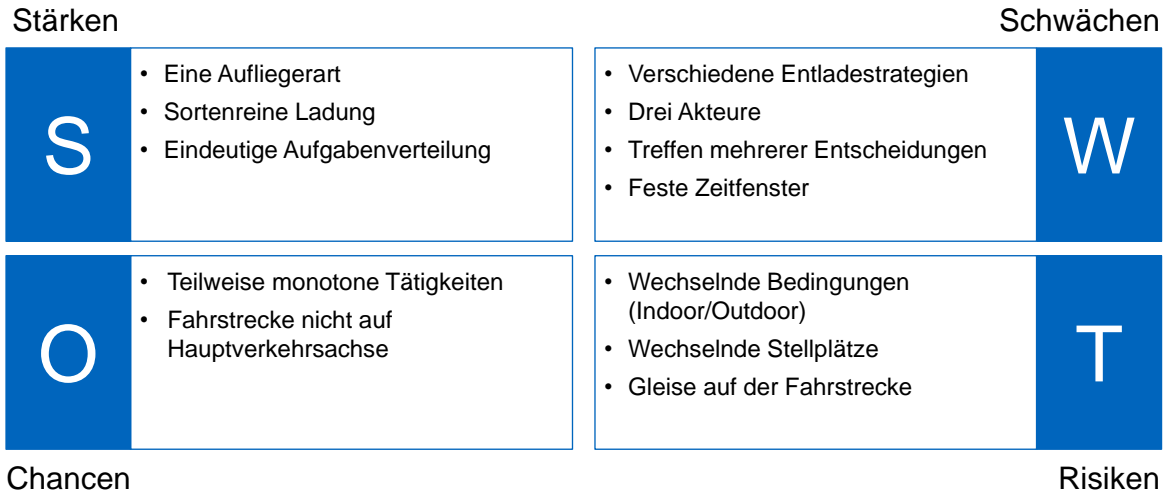 Stärken
Schwächen
S
• Eine Aufliegerart
• Sortenreine Ladung
• Eindeutige Aufgabenverteilung
• Verschiedene Entladestrategien
• Drei Akteure
• Treffen mehrerer Entscheidungen
• Feste Zeitfenster
W
O
• Teilweise monotone Tätigkeiten
• Fahrstrecke nicht auf
Hauptverkehrsachse
• Wechselnde Bedingungen
(Indoor/Outdoor)
• Wechselnde Stellplätze
• Gleise auf der Fahrstrecke
T
Chancen
Risiken